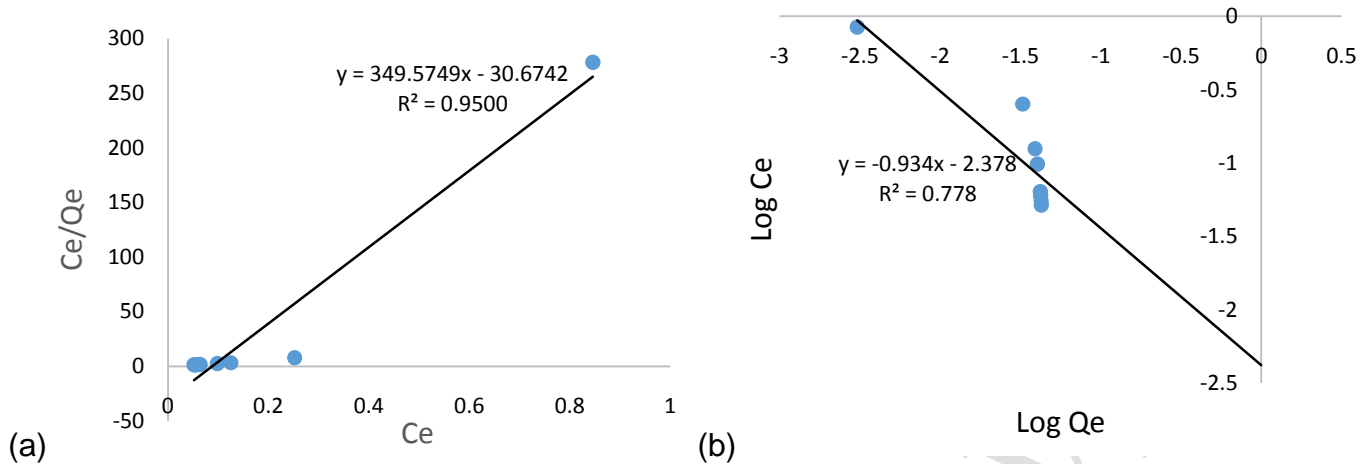 300
250
200
150
100
50
0
-50
y = 349.5749x - 30.6742
R² = 0.9500
Ce/Qe
0 0.2 0.4 0.6 0.8 1
Ce
(a)
0
-3 -2.5 -2 -1.5 -1 -0.5 0 0.5
-0.5
-1
-1.5
-2
-2.5
y = -0.934x - 2.378
R² = 0.778
Log Ce
Log Qe
(b)